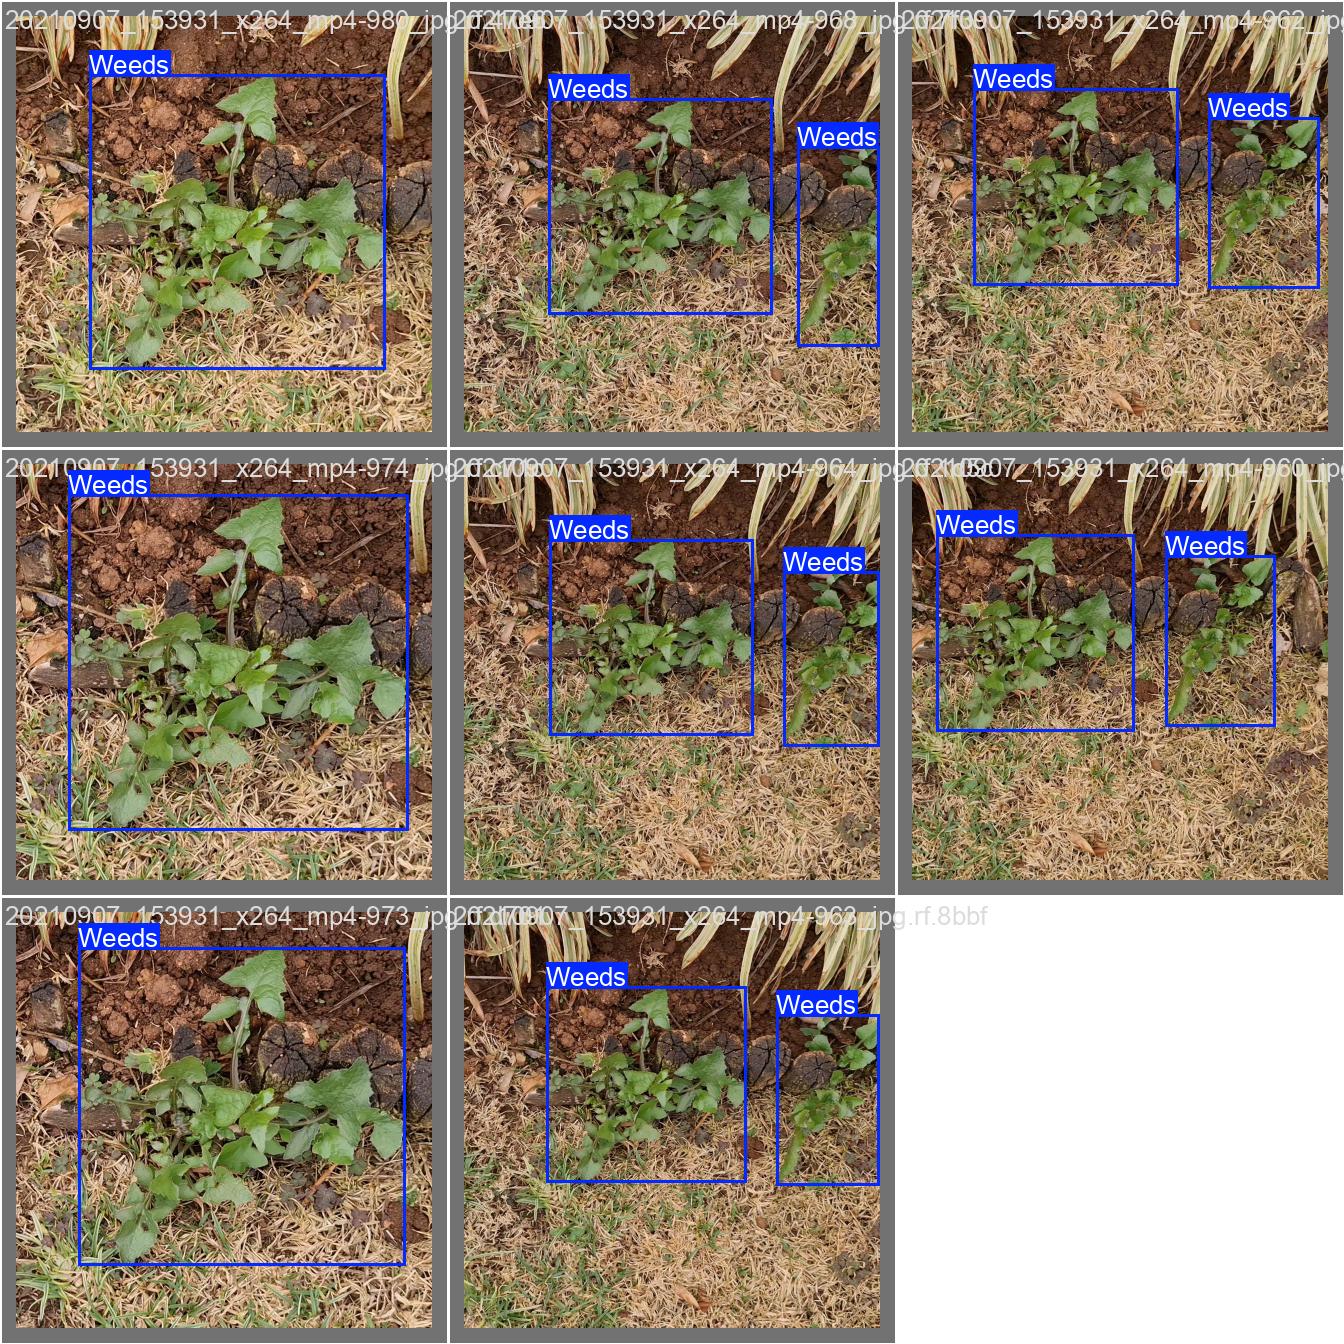 20210907_153931_x264_mp4-980_jpg
20210907_153931_x264_mp4-968_jpg
20210907_153931_x264_mp4-962_jpg
Weeds
Weeds
Weeds
Weeds
Weeds
20210907_153931_x264_mp4-974_jpg
20210907_153931_x264_mp4-964_jpg
20210907_153931_x264_mp4-960_jpg
Weeds
Weeds
Weeds
Weeds
Weeds
20210907_153931_x264_mp4-973_jpg
20210907_153931_x264_mp4-963_jpg.rf.8bbf
Weeds
Weeds
Weeds